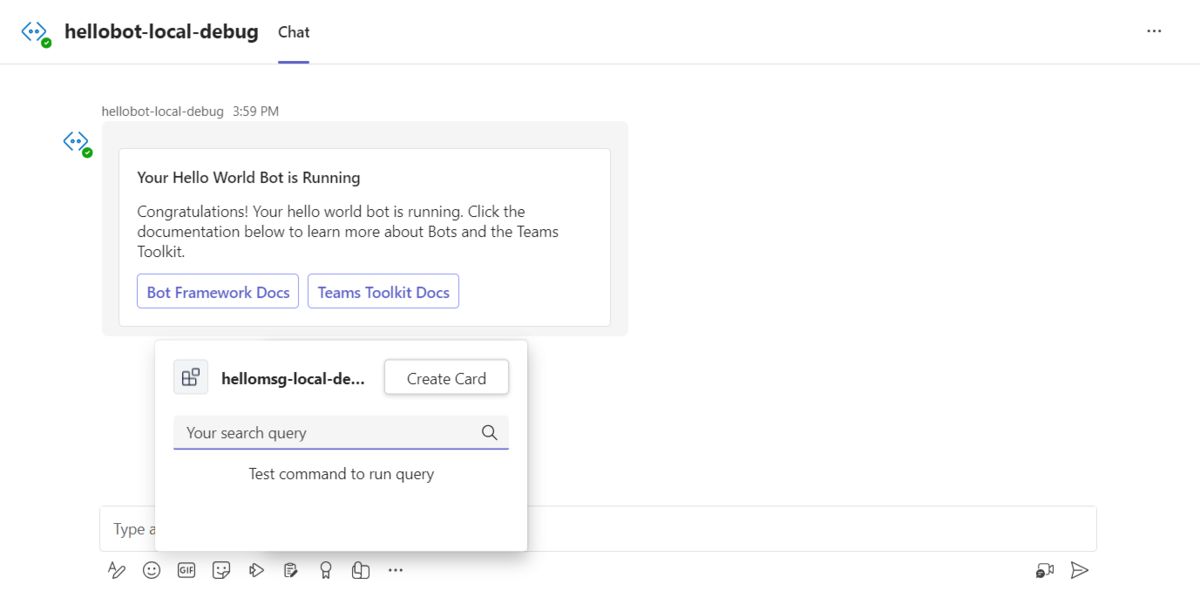 hellobot-local-debug Chat
hellobot-local-debug 3:59 PM
Your Hello World Bot is Running
Congratulations! Your hello world bot is running. Click the
documentation below to learn more about Bots and the Teams
Toolkit.
Bot Framework Docs Teams Toolkit Docs
hellomsg-local-de... Create Card
Your search query
Test command to run query
Type a
GIF